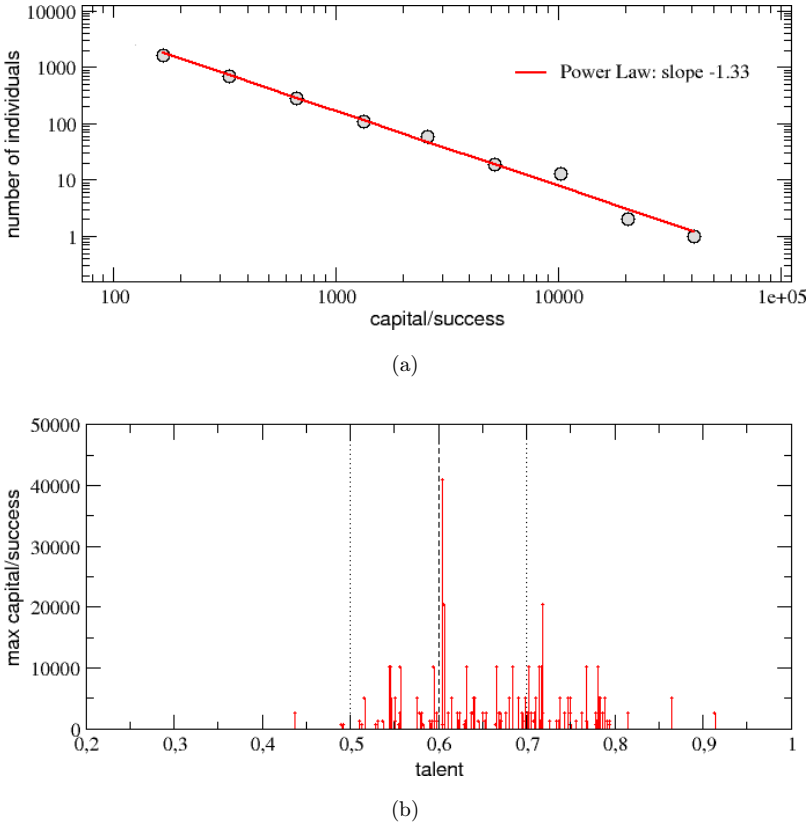 10000
1000
100
10
1
number of individuals
Power Law: slope -1.33
100 1000 10000 1e+05
capital/success
(a)
50000
40000
30000
20000
10000
0
max capital/success
0,2 0,3 0,4 0,5 0,6 0,7 0,8 0,9 1
talent
(b)